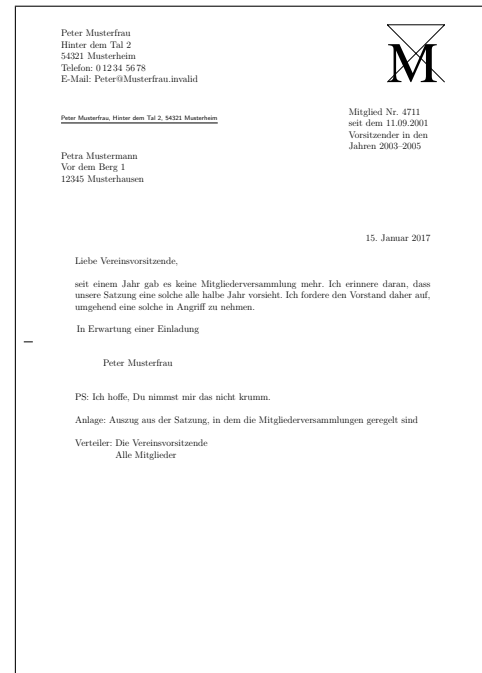 Peter Musterfrau
Hinter dem Tal 2
54321 Musterheim
Telefon: 0 12 34 56 78
E-Mail: Peter@Musterfrau.invalid
M
Peter Musterfrau, Hinter dem Tal 2, 54321 Musterheim
Mitglied Nr. 4711
seit dem 11.09.2001
Vorsitzender in den
Jahren 2003–2005
Petra Mustermann
Vor dem Berg 1
12345 Musterhausen
15. Januar 2017
Liebe Vereinsvorsitzende,
seit einem Jahr gab es keine Mitgliederversammlung mehr. Ich erinnere daran, dass
unsere Satzung eine solche alle halbe Jahr vorsieht. Ich fordere den Vorstand daher auf,
umgehend eine solche in Angriff zu nehmen.
In Erwartung einer Einladung
Peter Musterfrau
PS: Ich hoffe, Du nimmst mir das nicht krumm.
Anlage: Auszug aus der Satzung, in dem die Mitgliederversammlungen geregelt sind
Verteiler: Die Vereinsvorsitzende
Alle Mitglieder